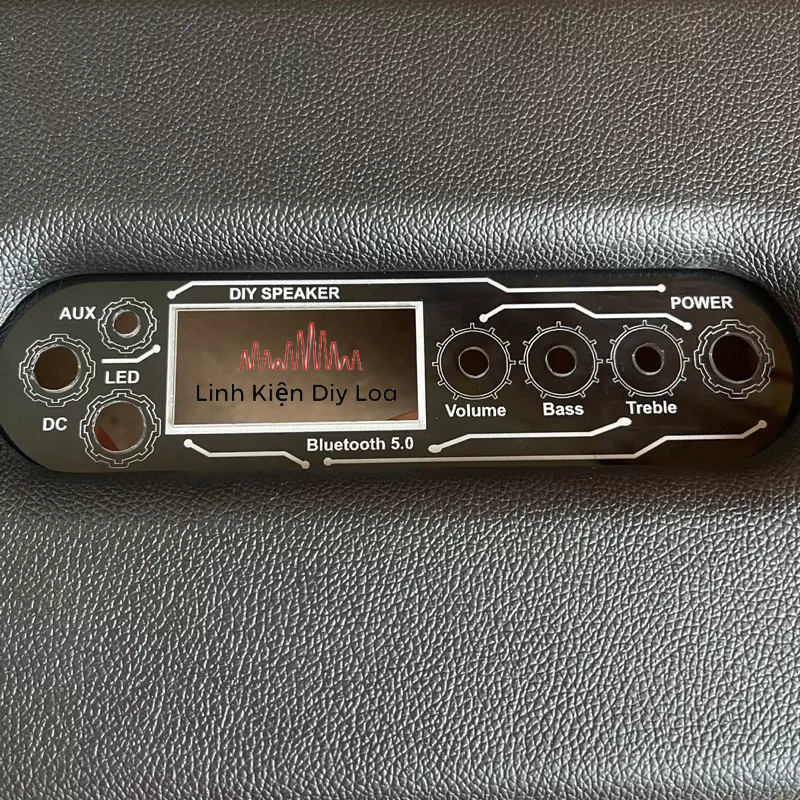 DIY SPEAKER
POWER
AUX
LED
DC
Linh Kiện Diy Loa
Volume
Bass
Treble
Bluetooth 5.0